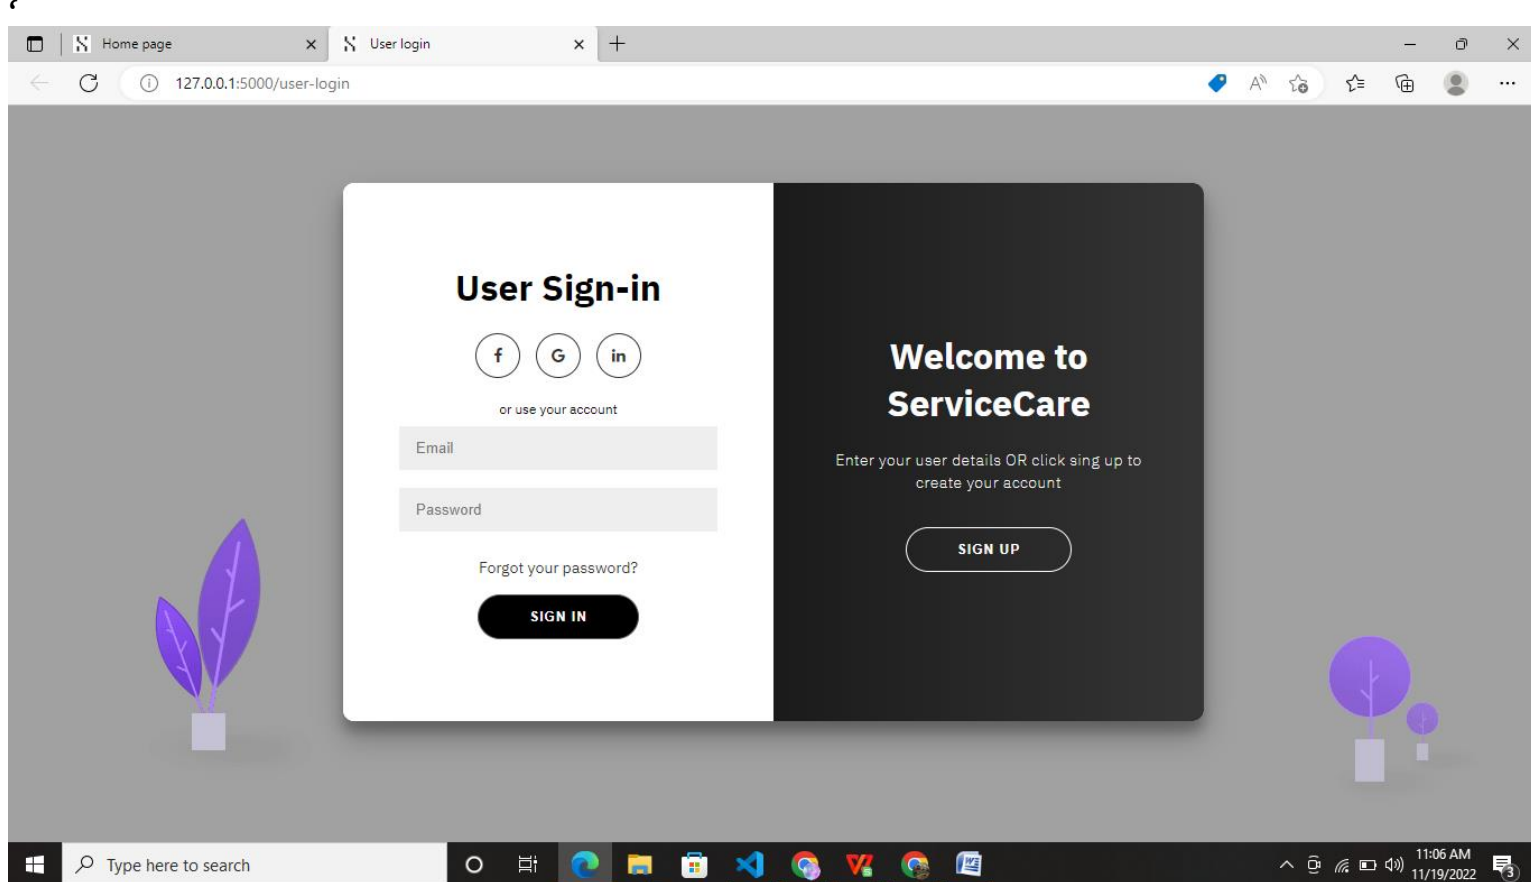 Home page
User login
127.0.0.1:5000/user-login
User Sign-in
f G in
or use your account
Email
Password
Forgot your password?
SIGN IN
Welcome to
ServiceCare
Enter your user details OR click sing up to
create your account
SIGN UP
Type here to search
11:06 AM
11/19/2022
3